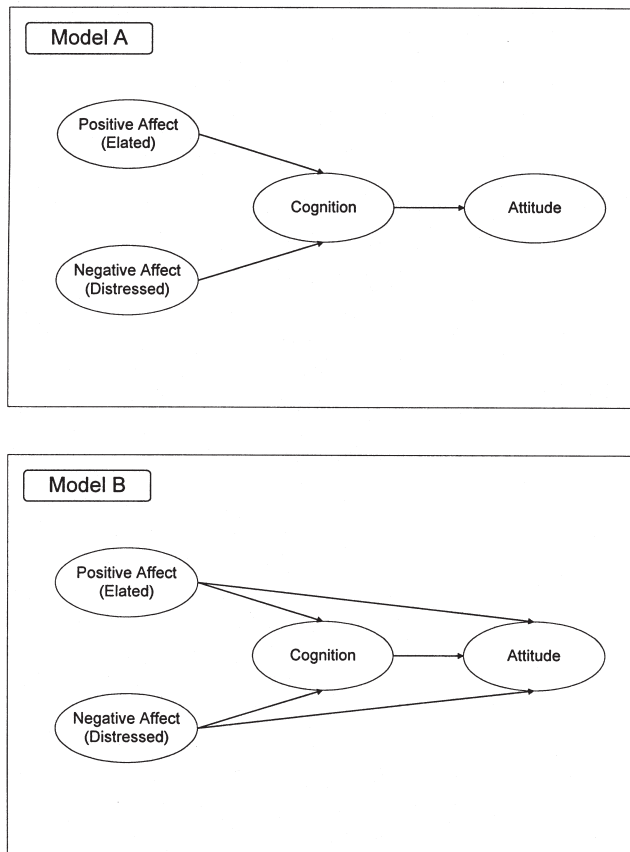 Model A
Positive Affect
(Elated)
Cognition
Attitude
Negative Affect
(Distressed)
Model B
Positive Affect
(Elated)
Cognition
Attitude
Negative Affect
(Distressed)